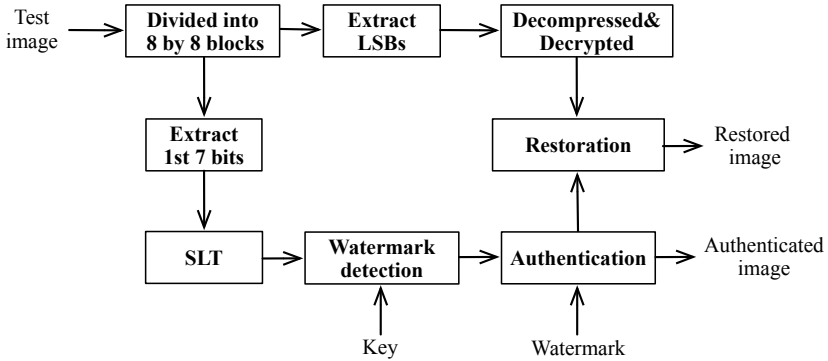 Test
image
Divided into
8 by 8 blocks
Extract
LSBs
Decompressed&
Decrypted
Extract
1st 7 bits
Restoration
Restored
image
SLT
Watermark
detection
Authentication
Authenticated
image
Key
Watermark